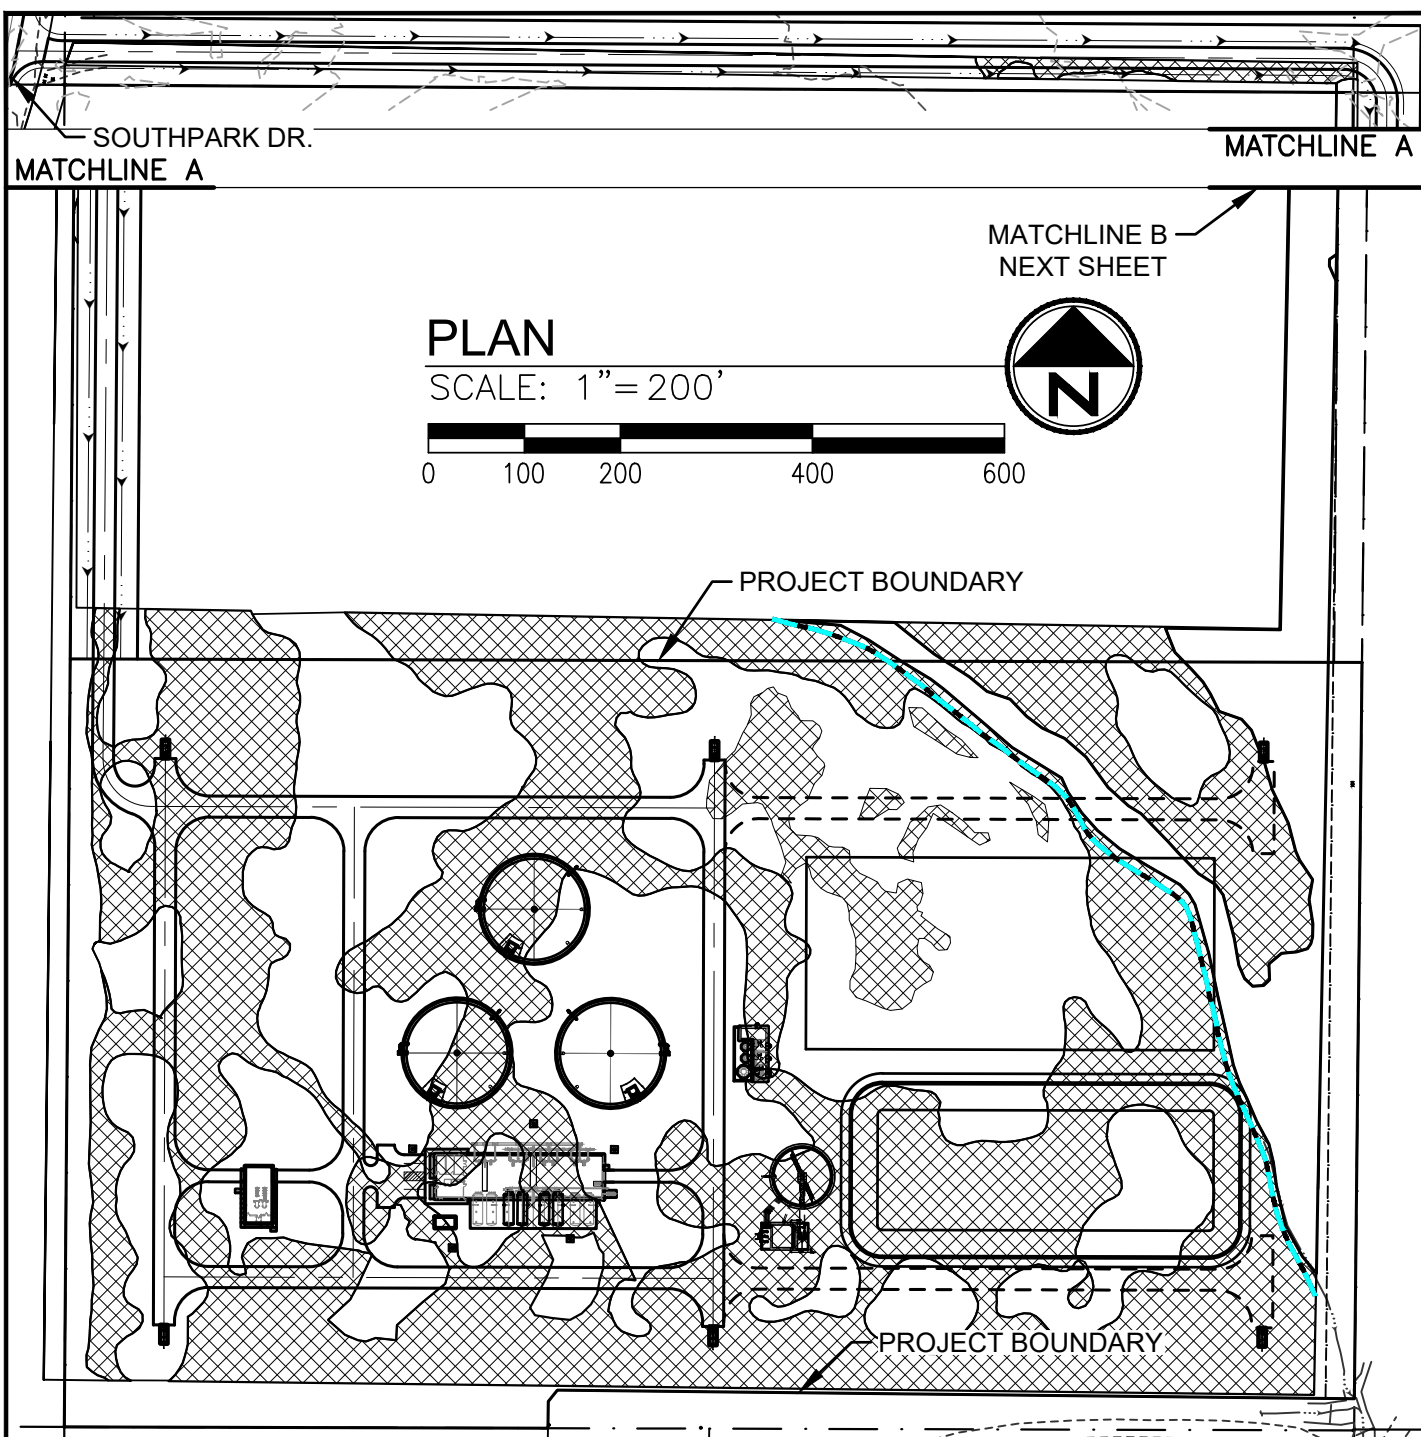 SOUTHPARK DR.
MATCHLINE A
MATCHLINE A
MATCHLINE B
NEXT SHEET
PLAN
SCALE: 1"=200'
N
0 100 200 400 600
PROJECT BOUNDARY
PROJECT BOUNDARY